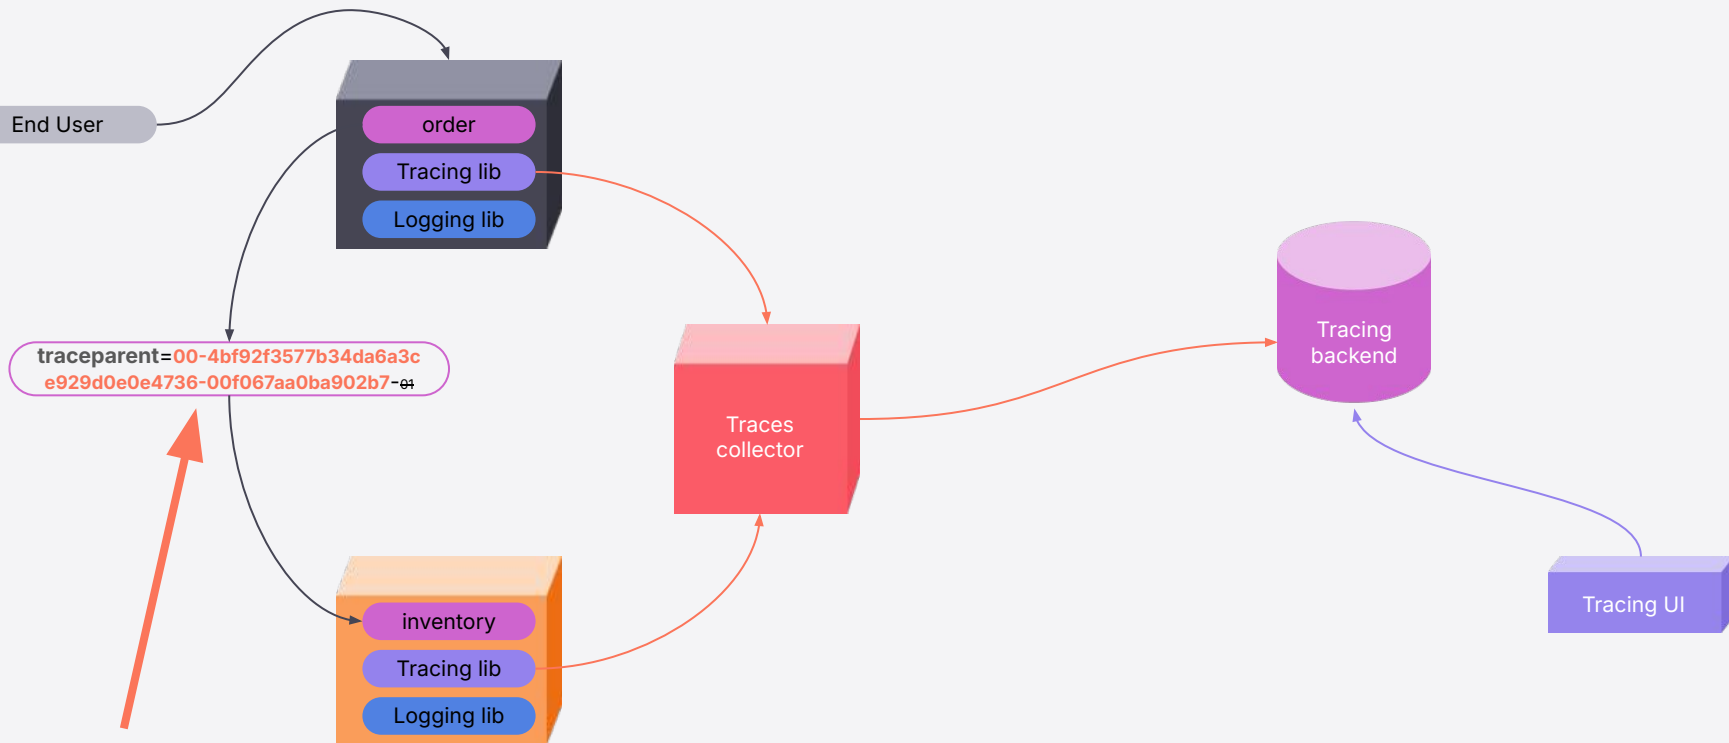 End User
order
Tracing lib
Logging lib
traceparent=00-4bf92f3577b34da6a3c
e929d0e0e4736-00f067aa0ba902b7-01
Traces
collector
Tracing
backend
Tracing UI
inventory
Tracing lib
Logging lib